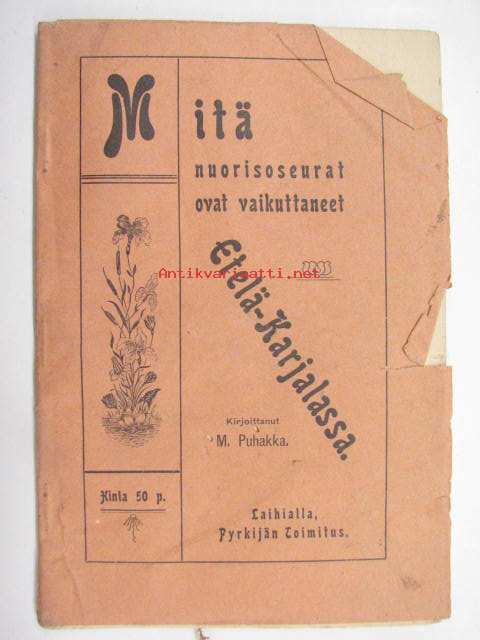 Mitä
nuorisoseurat
ovat vaikuttaneet
Etelä-Karjalassa.
Antikvariaatti.net
Kirjoittanut
M. Puhakka.
Hinta 50 p.
Laihialla,
Pyrkijän Toimitus.